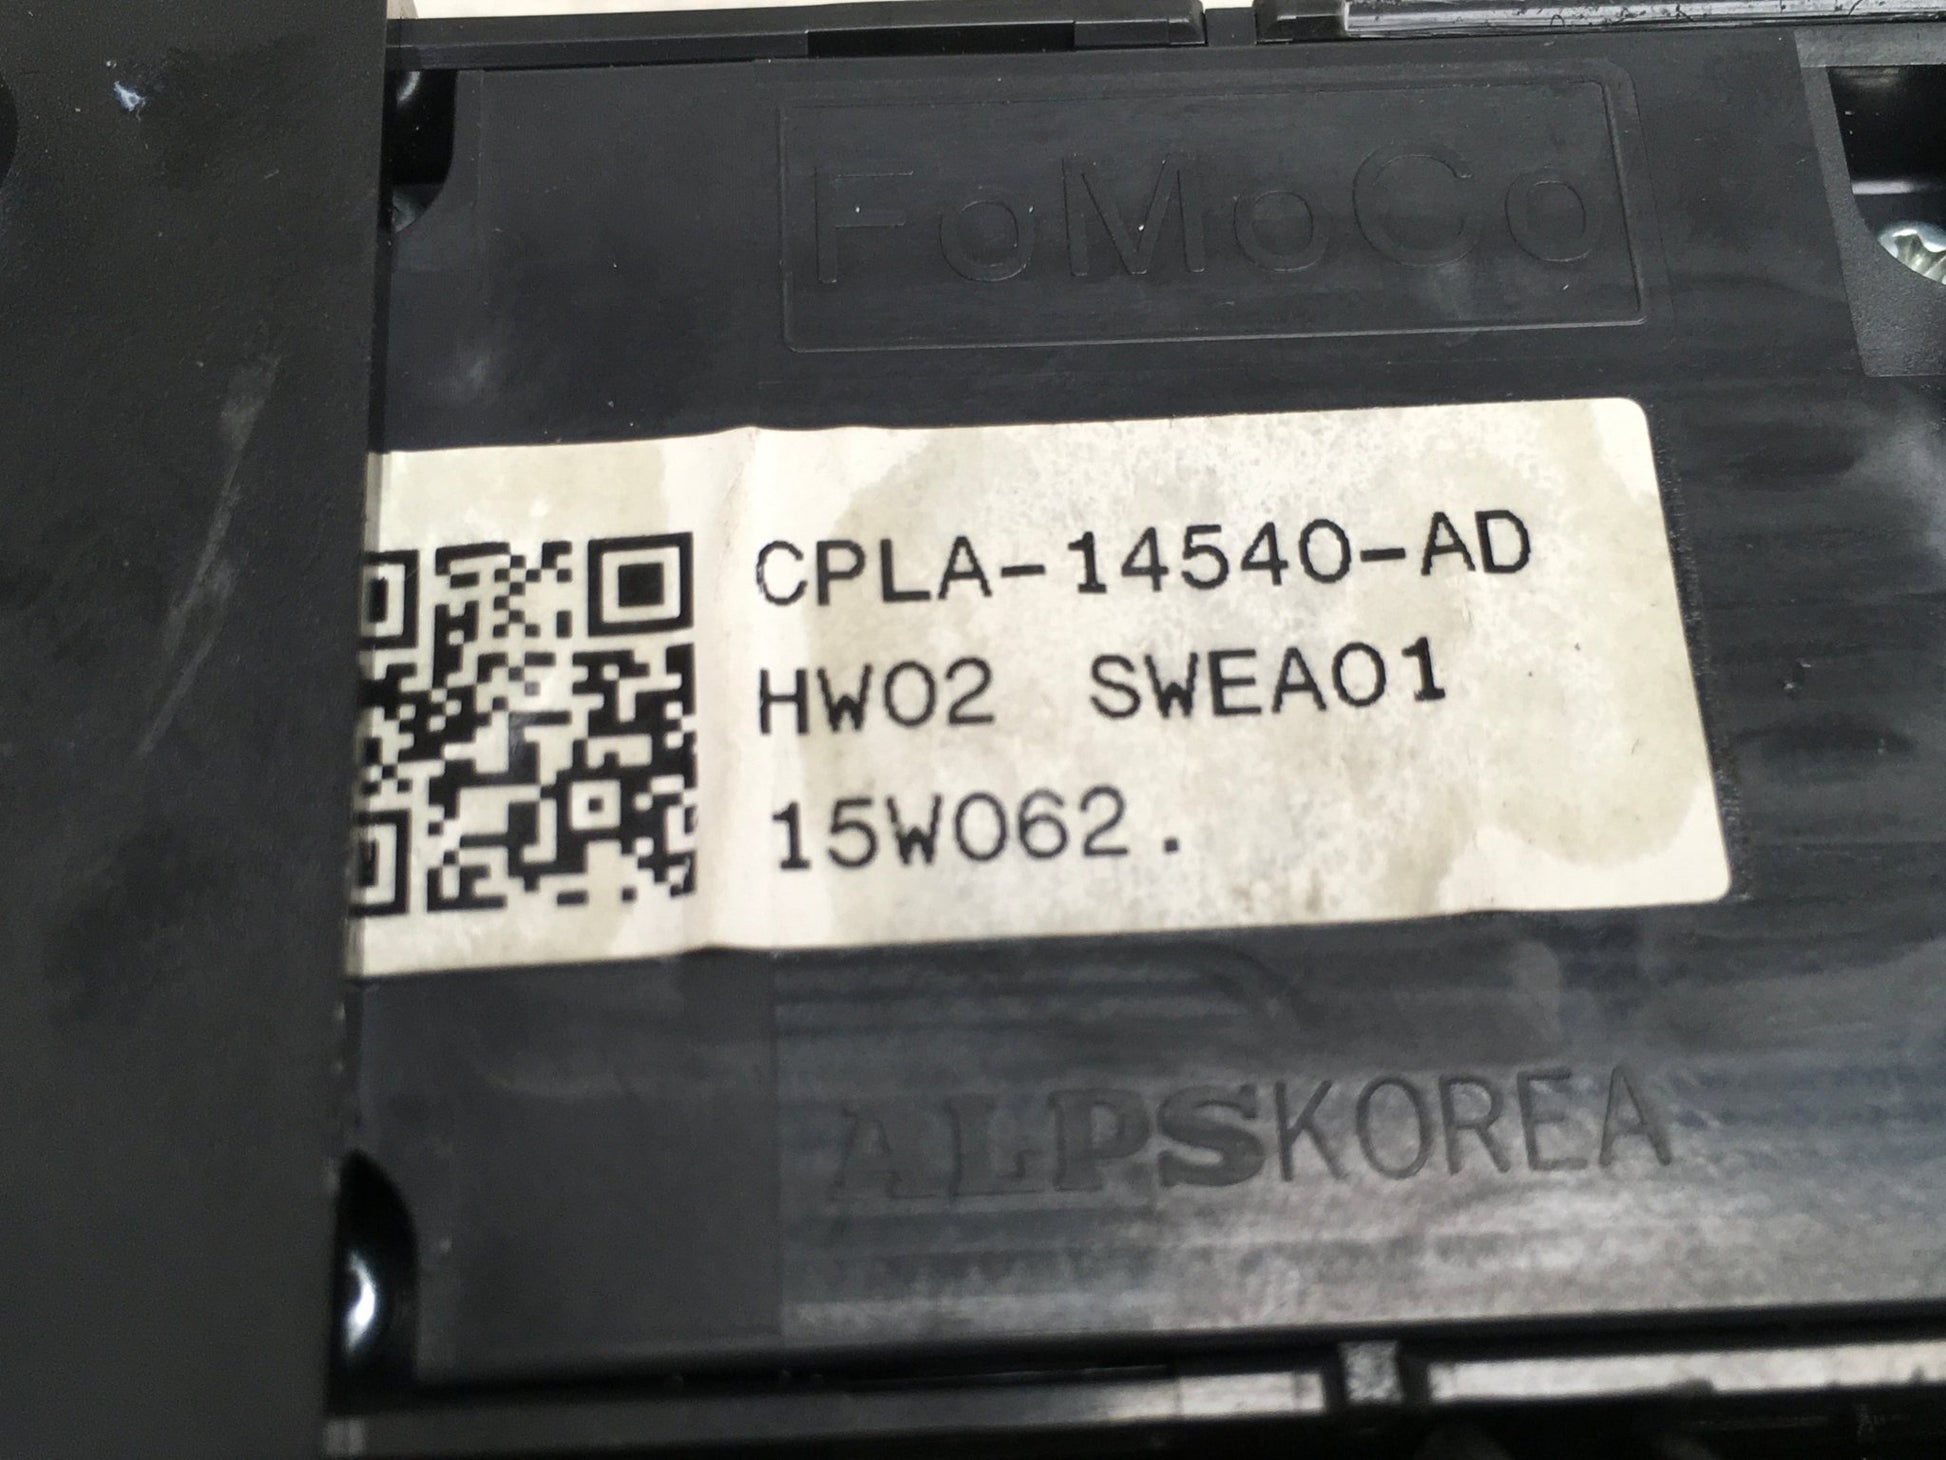 FoMoCo
CPLA-14540-AD
HW02 SWEA01
15W062.
ALPSKOREA